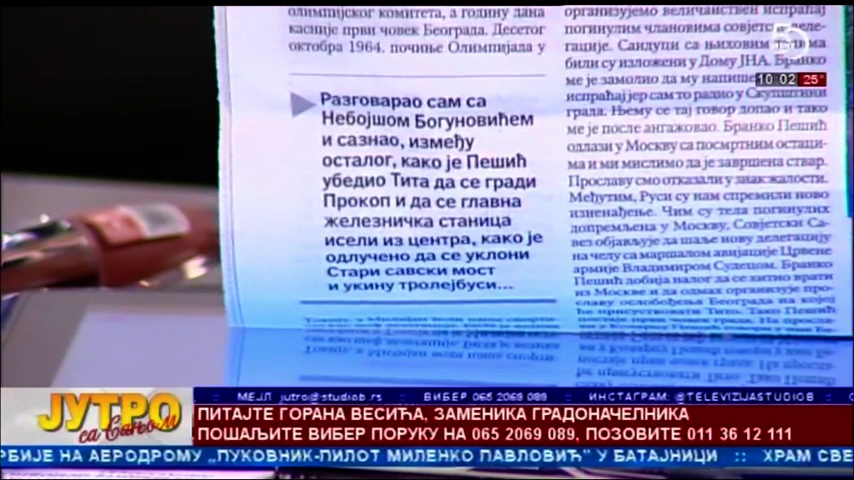 олимпијског комитета, а годину дана
касније први човек Београда. Десетог
октобра 1964. почиње Олимпијада у
Разговарао сам са
Небојшом Богуновићем
и сазнао, између
осталог, како је Пешић
убедио Тита да се гради
Прокоп и да се главна
железничка станица
исели из центра, како је
одлучено да се уклони
Стари савски мост
и укину тролејбуси...
организујемо величанствен испраћај
погинулим члановима совјетске деле-
гације. Сандуци са њиховим телима
били су изложени у Дому ЈНА. Бранко
ме је замолио да му напишем
испраћај јер сам то радио у Скупштини
града. Њему се тај говор допао и тако
ме је после ангажовао. Бранко Пешић
одлази у Москву са посмртним остаци-
ма и ми мислимо да је завршена ствар.
Прославу смо отказали у знак жалости.
Међутим, Руси су нам спремили ново
изненађење. Чим су тела погинулих
допремљена у Москву, Совјетски Са-
вез објављује да шаље нову делегацију
на челу са маршалом авијације Црвене
армије Владимиром Судецом. Бранко
Пешић добија налог да се хитно врати
из Москве и да одмах организује про-
славу ослобођења Београда на којој
ће присуствовати Тито. Тако Пешић
10:02 25°
:: МЕЈЛ jutro@studiob.rs :: ВИБЕР 065 2069 089 :: ИНСТАГРАМ: @TELEVIZIJASTUDIOB ::
ЈУТРО
са Сањом
ПИТАЈТЕ ГОРАНА ВЕСИЋА, ЗАМЕНИКА ГРАДОНАЧЕЛНИКА
ПОШАЉИТЕ ВИБЕР ПОРУКУ НА 065 2069 089, ПОЗОВИТЕ 011 36 12 111
РБИЈЕ НА АЕРОДРОМУ „ПУКОВНИК-ПИЛОТ МИЛЕНКО ПАВЛОВИЋ" У БАТАЈНИЦИ :: ХРАМ СВЕ